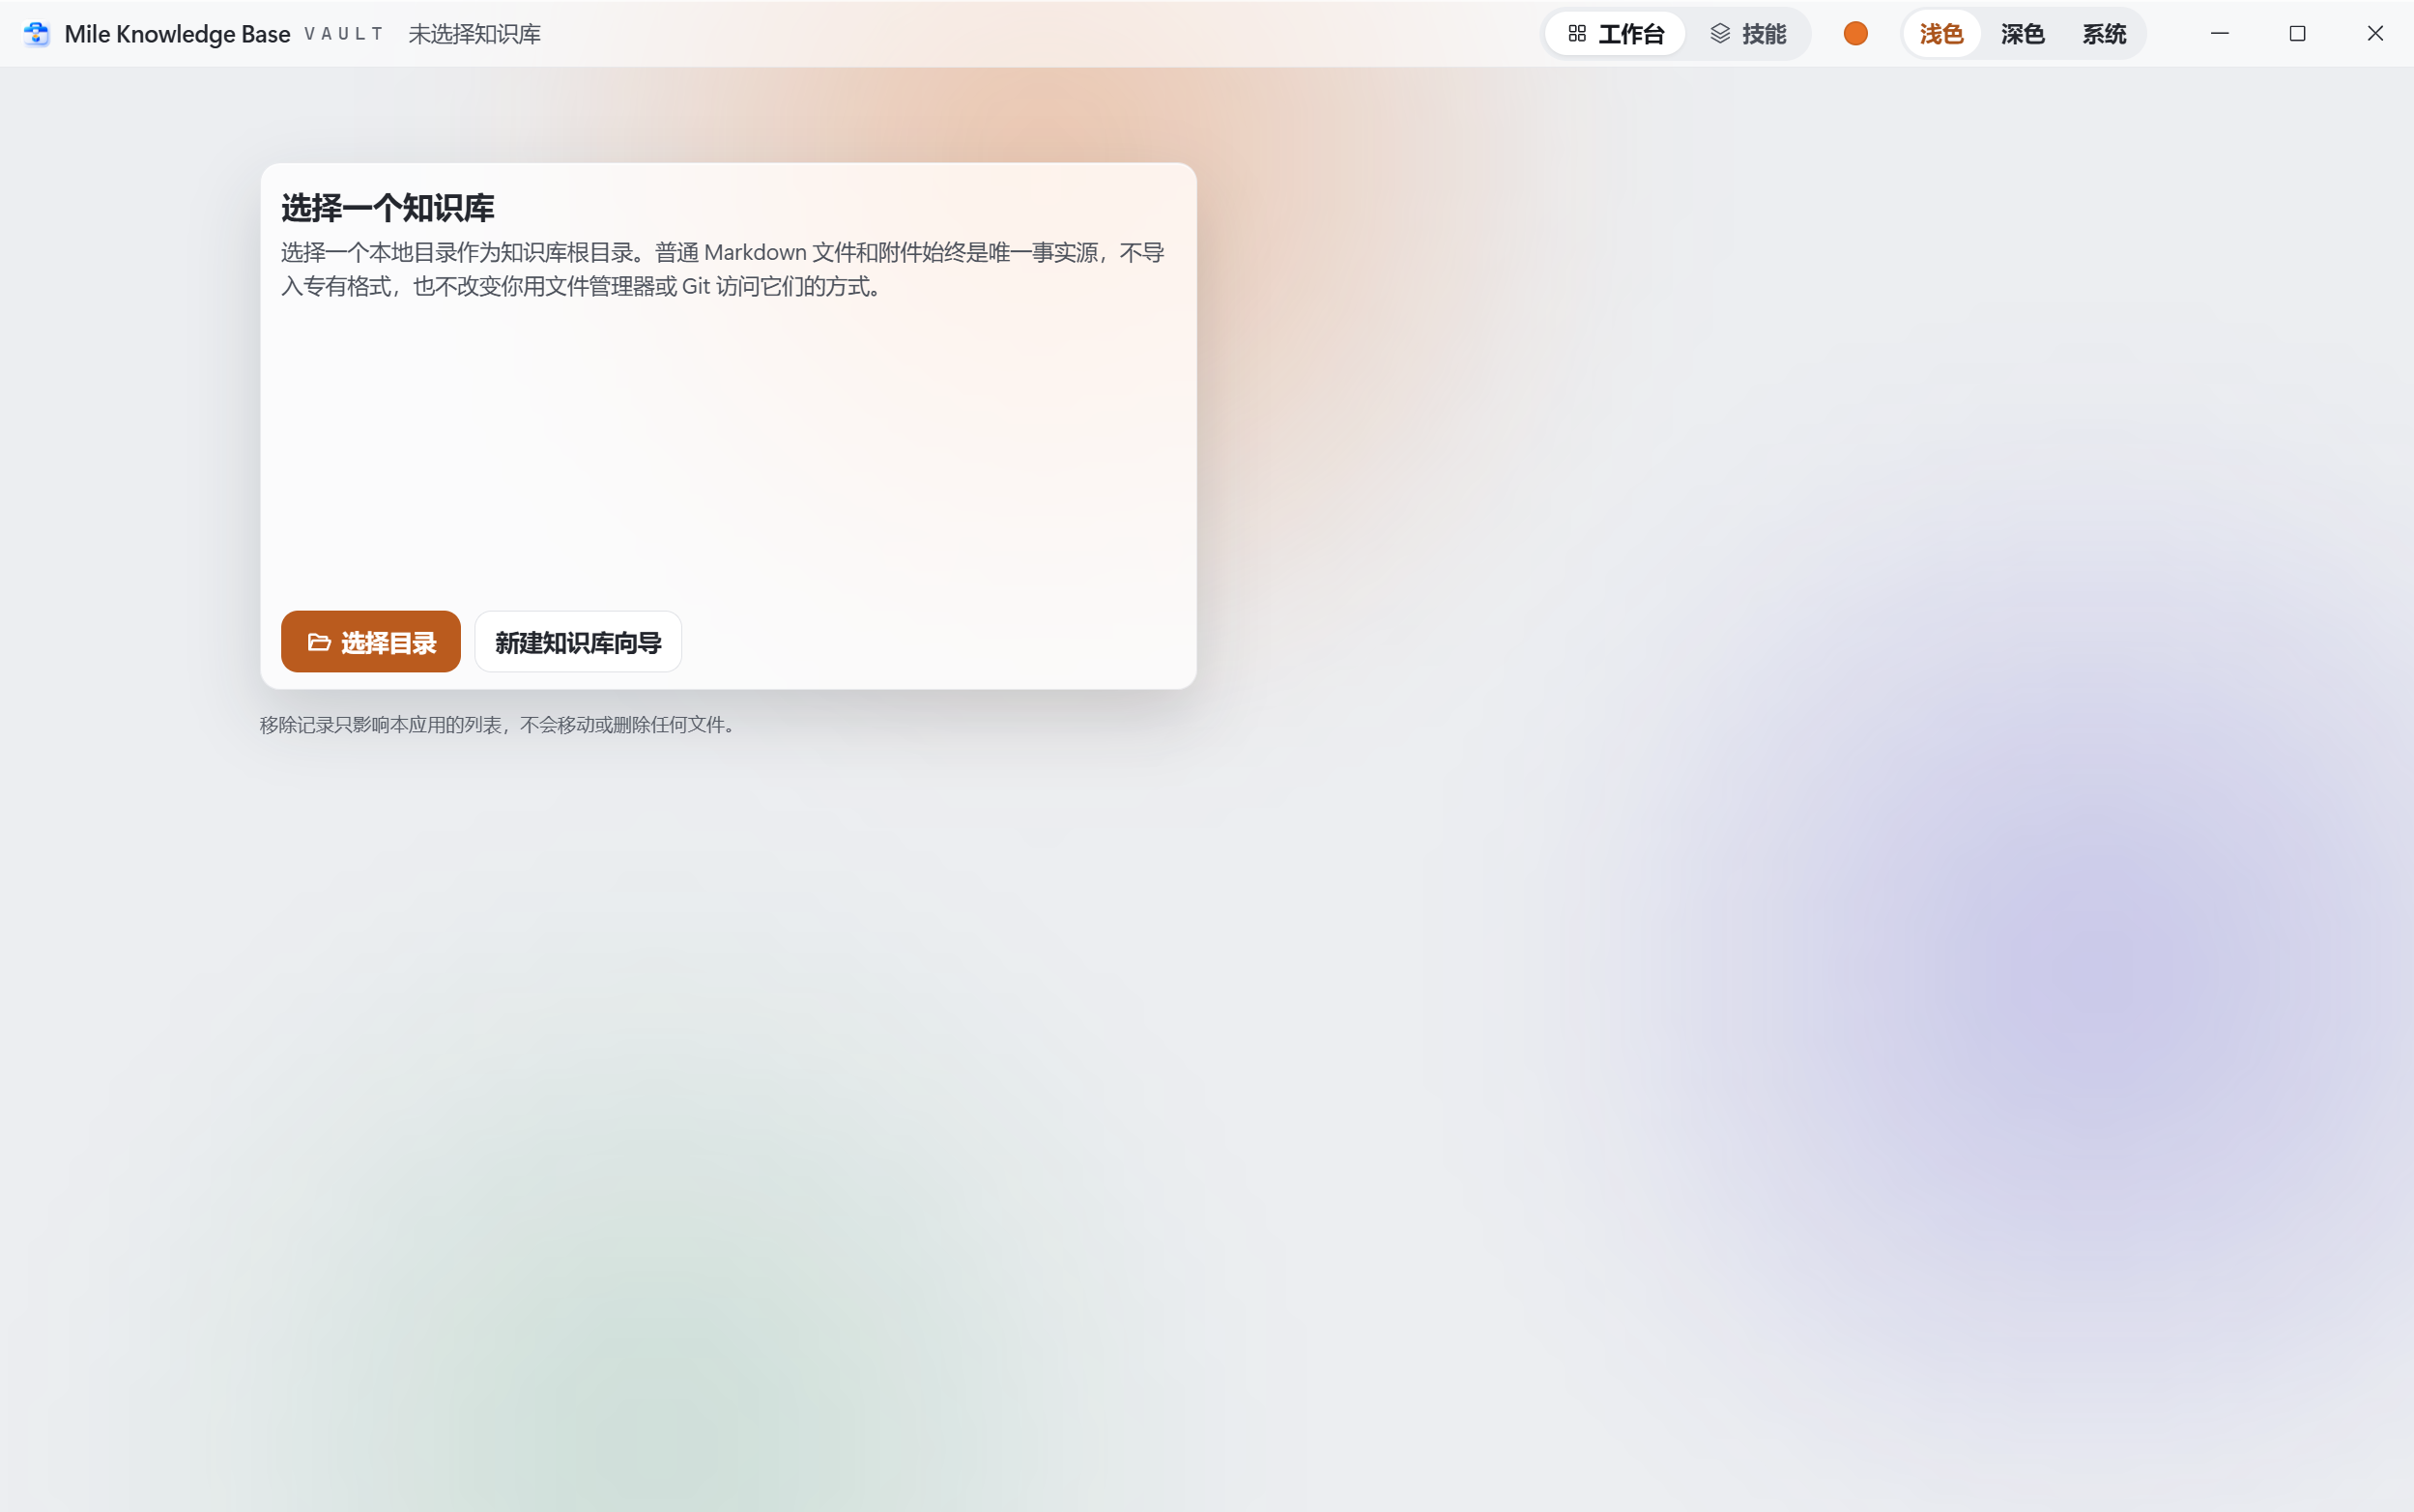 Mile Knowledge Base VAULT 未选择知识库
工作台 技能 浅色 深色 系统
选择一个知识库
选择一个本地目录作为知识库根目录。普通 Markdown 文件和附件始终是唯一事实源，不导
入专有格式，也不改变你用文件管理器或 Git 访问它们的方式。
选择目录 新建知识库向导
移除记录只影响本应用的列表，不会移动或删除任何文件。